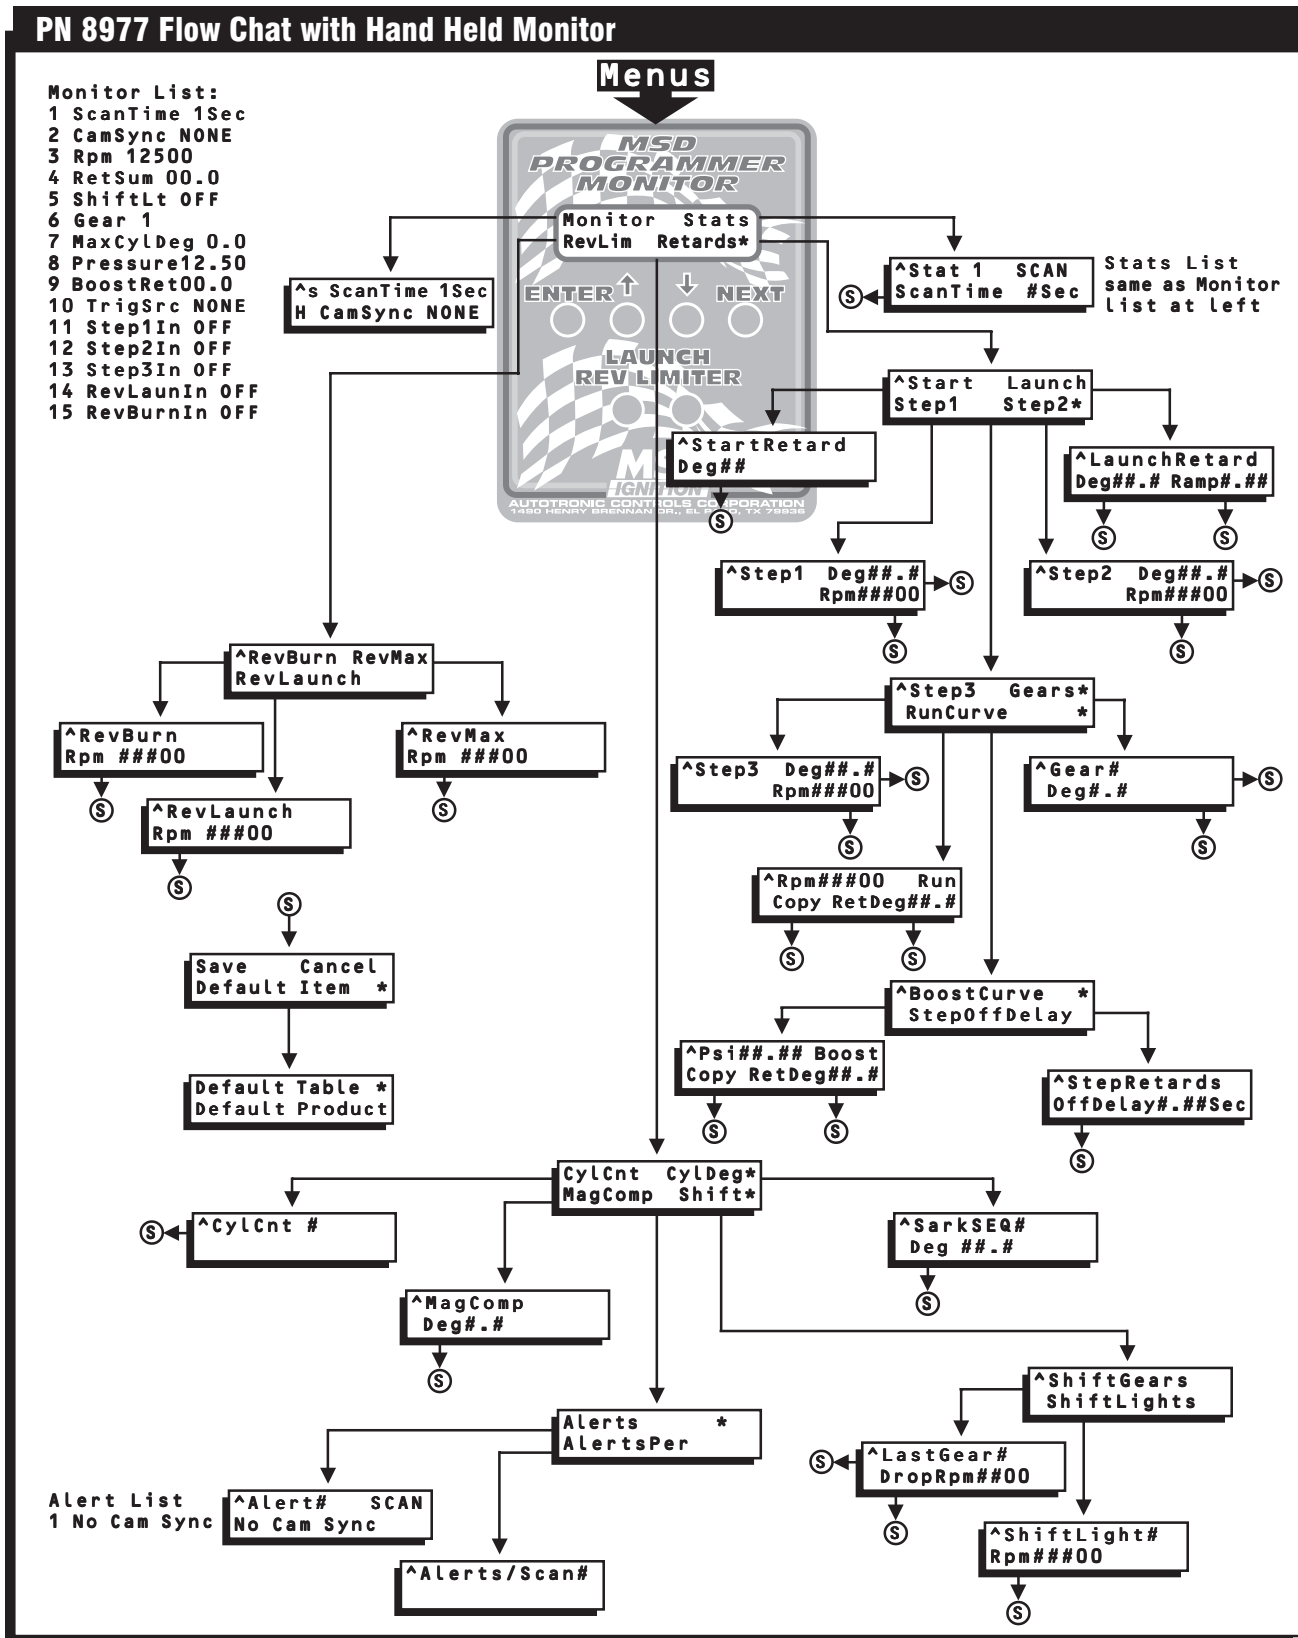 PN 8977 Flow Chat with Hand Held Monitor
Menus
Monitor List:
1 ScanTime 1Sec
2 CamSync NONE
3 Rpm 12500
4 RetSum 00.0
5 ShiftLt OFF
6 Gear 1
7 MaxCylDeg 0.0
8 Pressure12.50
9 BoostRet00.0
10 TrigSrc NONE
11 Step1In OFF
12 Step2In OFF
13 Step3In OFF
14 RevLaunIn OFF
15 RevBurnIn OFF
MSD
PROGRAMMER
MONITOR
Monitor Stats
RevLim Retards*
ENTER
NEXT
LAUNCH
REV LIMITER
IGNITION
AUTOTRONIC CONTROLS CORPORATION
^s ScanTime 1Sec
H CamSync NONE
^Stat 1 SCAN
ScanTime #Sec
S
Stats List
same as Monitor
list at left
^Start Launch
Step1 Step2*
^StartRetard
Deg##
S
^LaunchRetard
Deg##.# Ramp#.##
S
S
^Step1 Deg##.#
Rpm###00
S
S
^Step2 Deg##.#
Rpm###00
S
S
^RevBurn RevMax
RevLaunch
^RevBurn
Rpm ###00
S
^RevMax
Rpm ###00
S
^RevLaunch
Rpm ###00
S
^Step3 Gears*
RunCurve *
^Step3 Deg##.#
Rpm###00
S
S
^Gear#
Deg#.#
S
S
^Rpm###00 Run
Copy RetDeg##.#
S
S
S
Save Cancel
Default Item *
Default Table *
Default Product
^BoostCurve *
StepOffDelay
^Psi##.## Boost
Copy RetDeg##.#
S
S
^StepRetards
OffDelay#.##Sec
S
CylCnt CylDeg*
MagComp Shift*
^CylCnt #
S
^MagComp
Deg#.#
S
^SarkSEQ#
Deg ##.#
S
^ShiftGears
ShiftLights
^LastGear#
DropRpm##00
S
S
^ShiftLight#
Rpm###00
S
Alerts *
AlertsPer
Alert List
1 No Cam Sync
^Alert# SCAN
No Cam Sync
^Alerts/Scan#